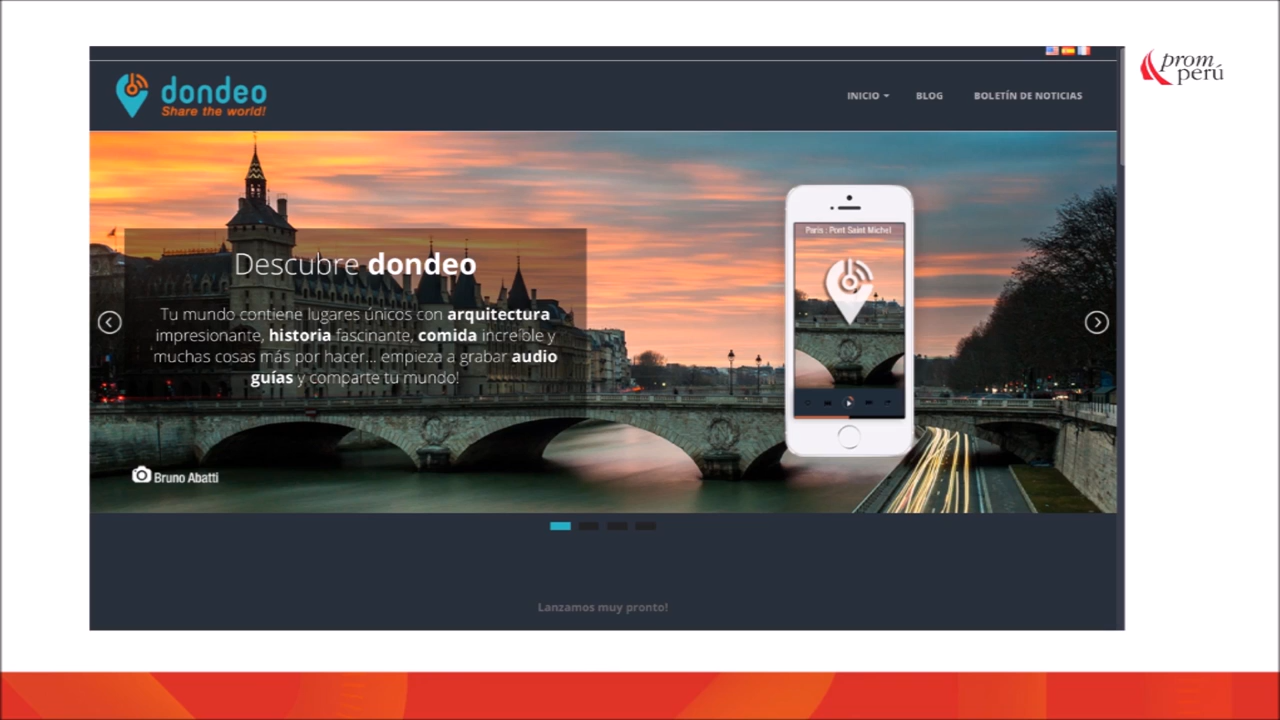 prom
perú
dondeo
Share the world!
INICIO
BLOG
BOLETÍN DE NOTICIAS
Descubre dondeo
Tu mundo contiene lugares únicos con arquitectura
impresionante, historia fascinante, comida increíble y
muchas cosas más por hacer... empieza a grabar audio
guías y comparte tu mundo!
Paris : Pont Saint Michel
Bruno Abatti
Lanzamos muy pronto!